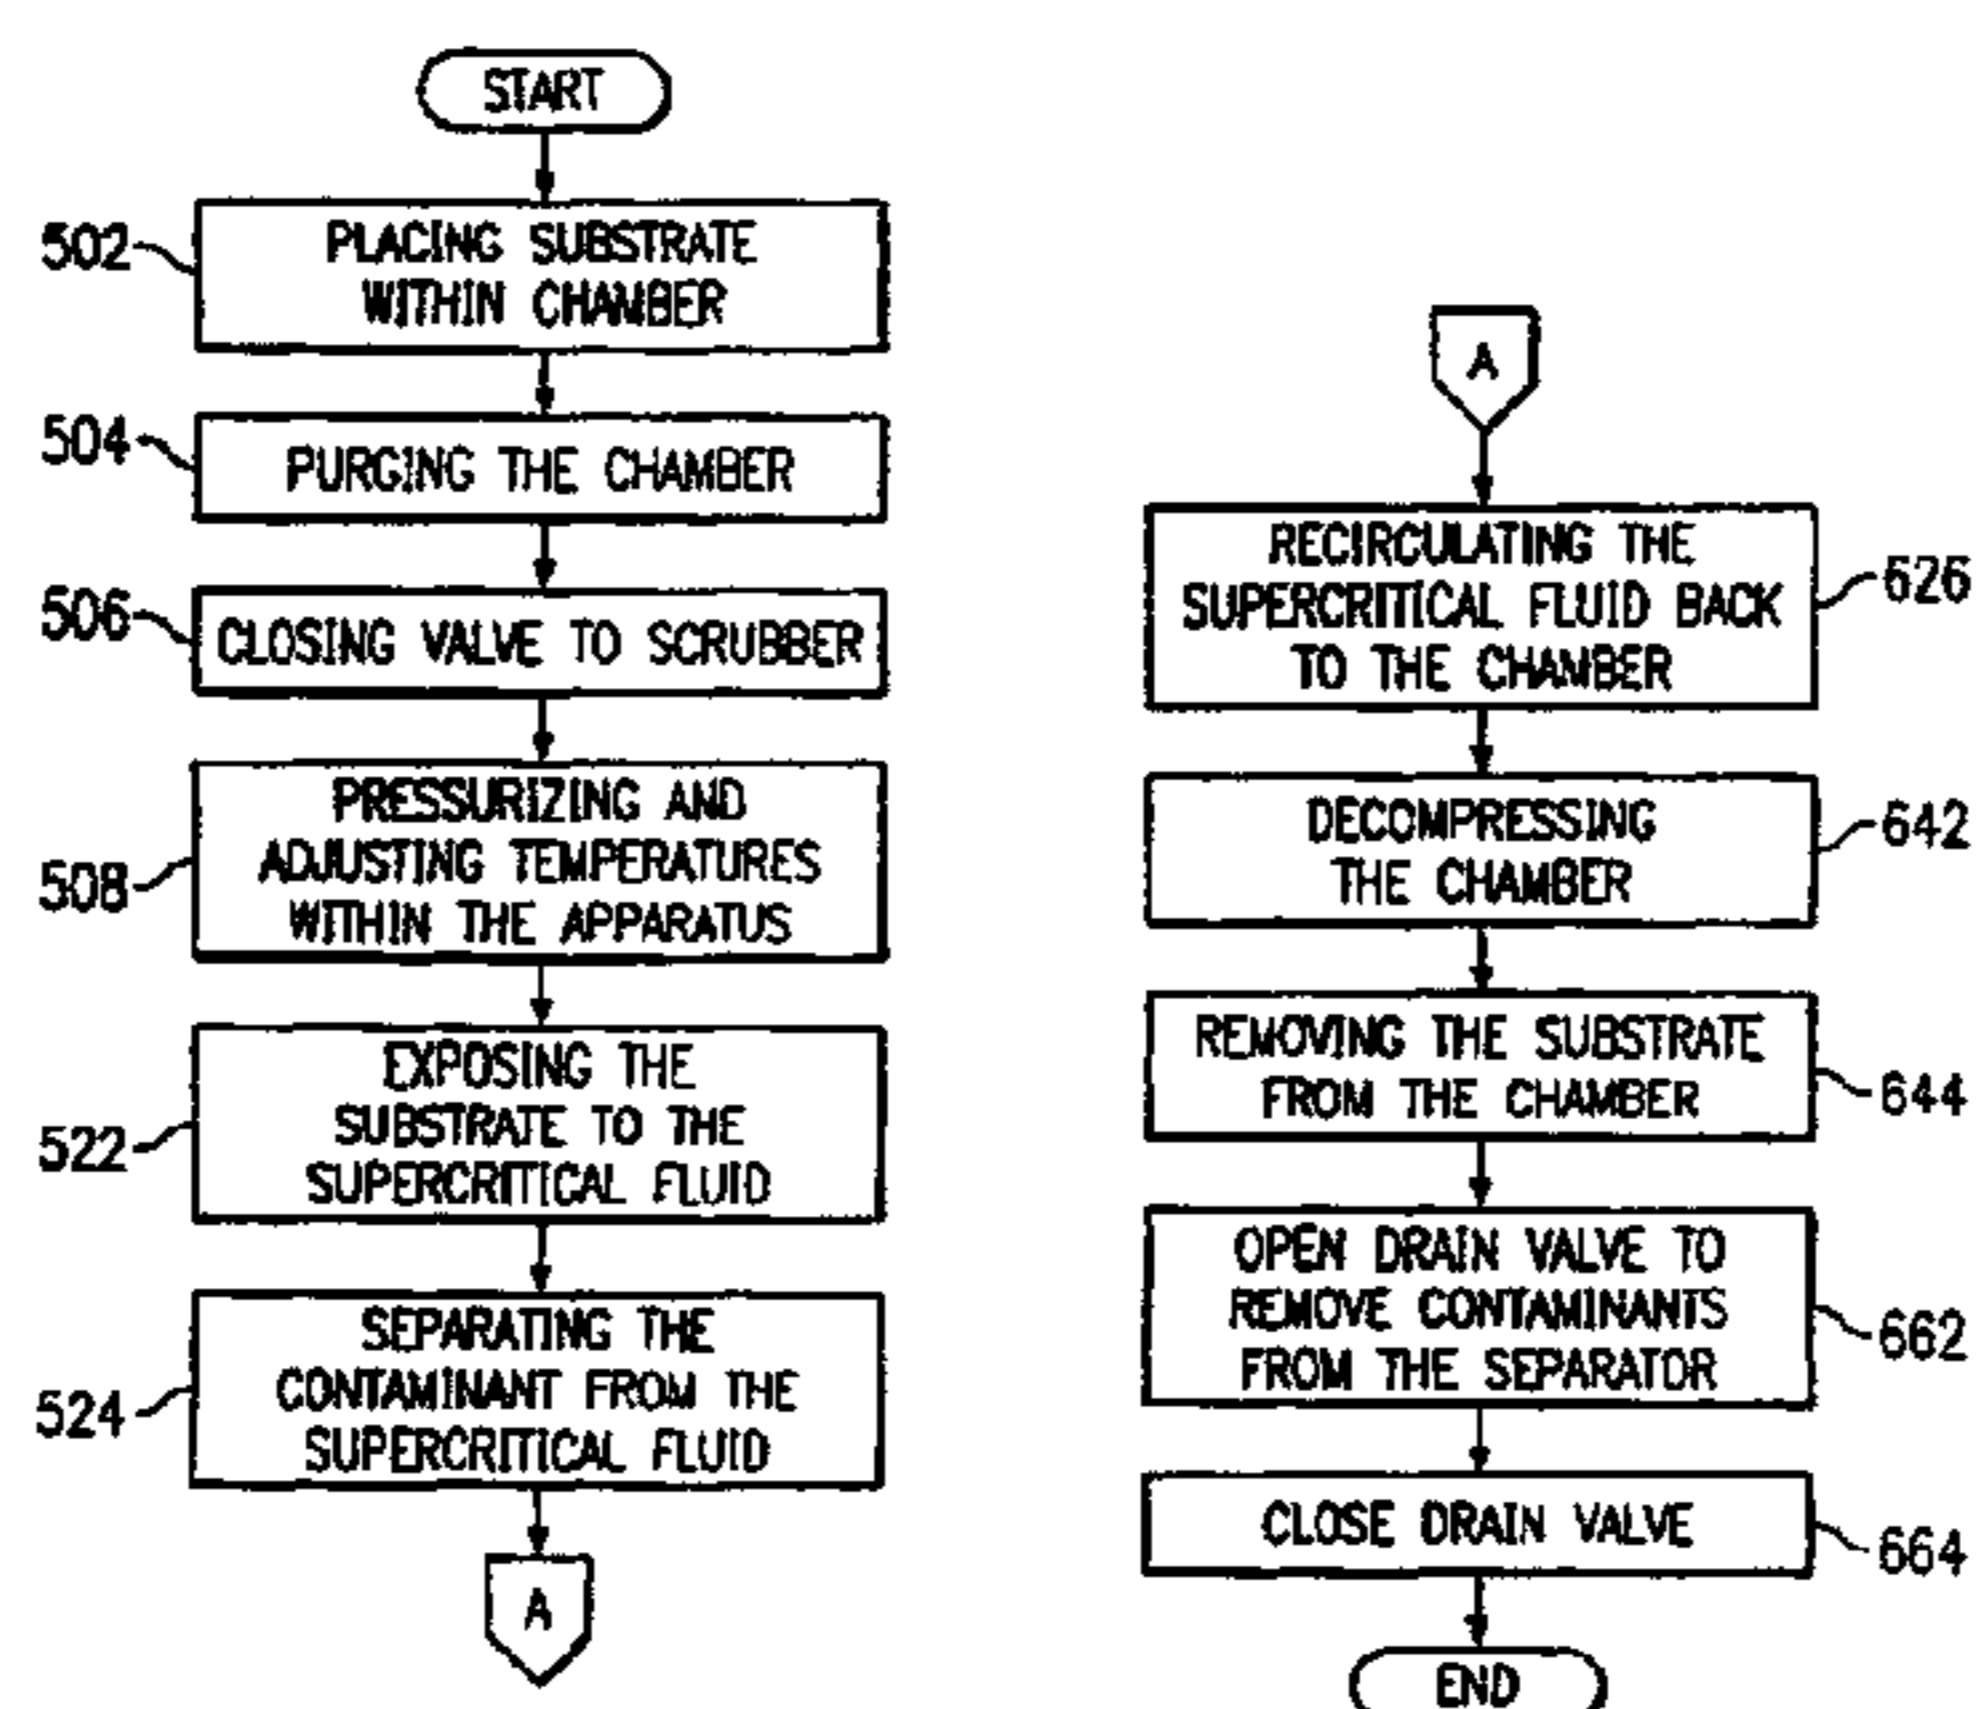 START
502
PLACING SUBSTRATE
WITHIN CHAMBER
504
PURGING THE CHAMBER
506
CLOSING VALVE TO SCRUBBER
508
PRESSURIZING AND
ADJUSTING TEMPERATURES
WITHIN THE APPARATUS
522
EXPOSING THE
SUBSTRATE TO THE
SUPERCRITICAL FLUID
524
SEPARATING THE
CONTAMINANT FROM THE
SUPERCRITICAL FLUID
A
A
RECIRCULATING THE
SUPERCRITICAL FLUID BACK
TO THE CHAMBER
626
DECOMPRESSING
THE CHAMBER
642
REMOVING THE SUBSTRATE
FROM THE CHAMBER
644
OPEN DRAIN VALVE TO
REMOVE CONTAMINANTS
FROM THE SEPARATOR
662
CLOSE DRAIN VALVE
664
END